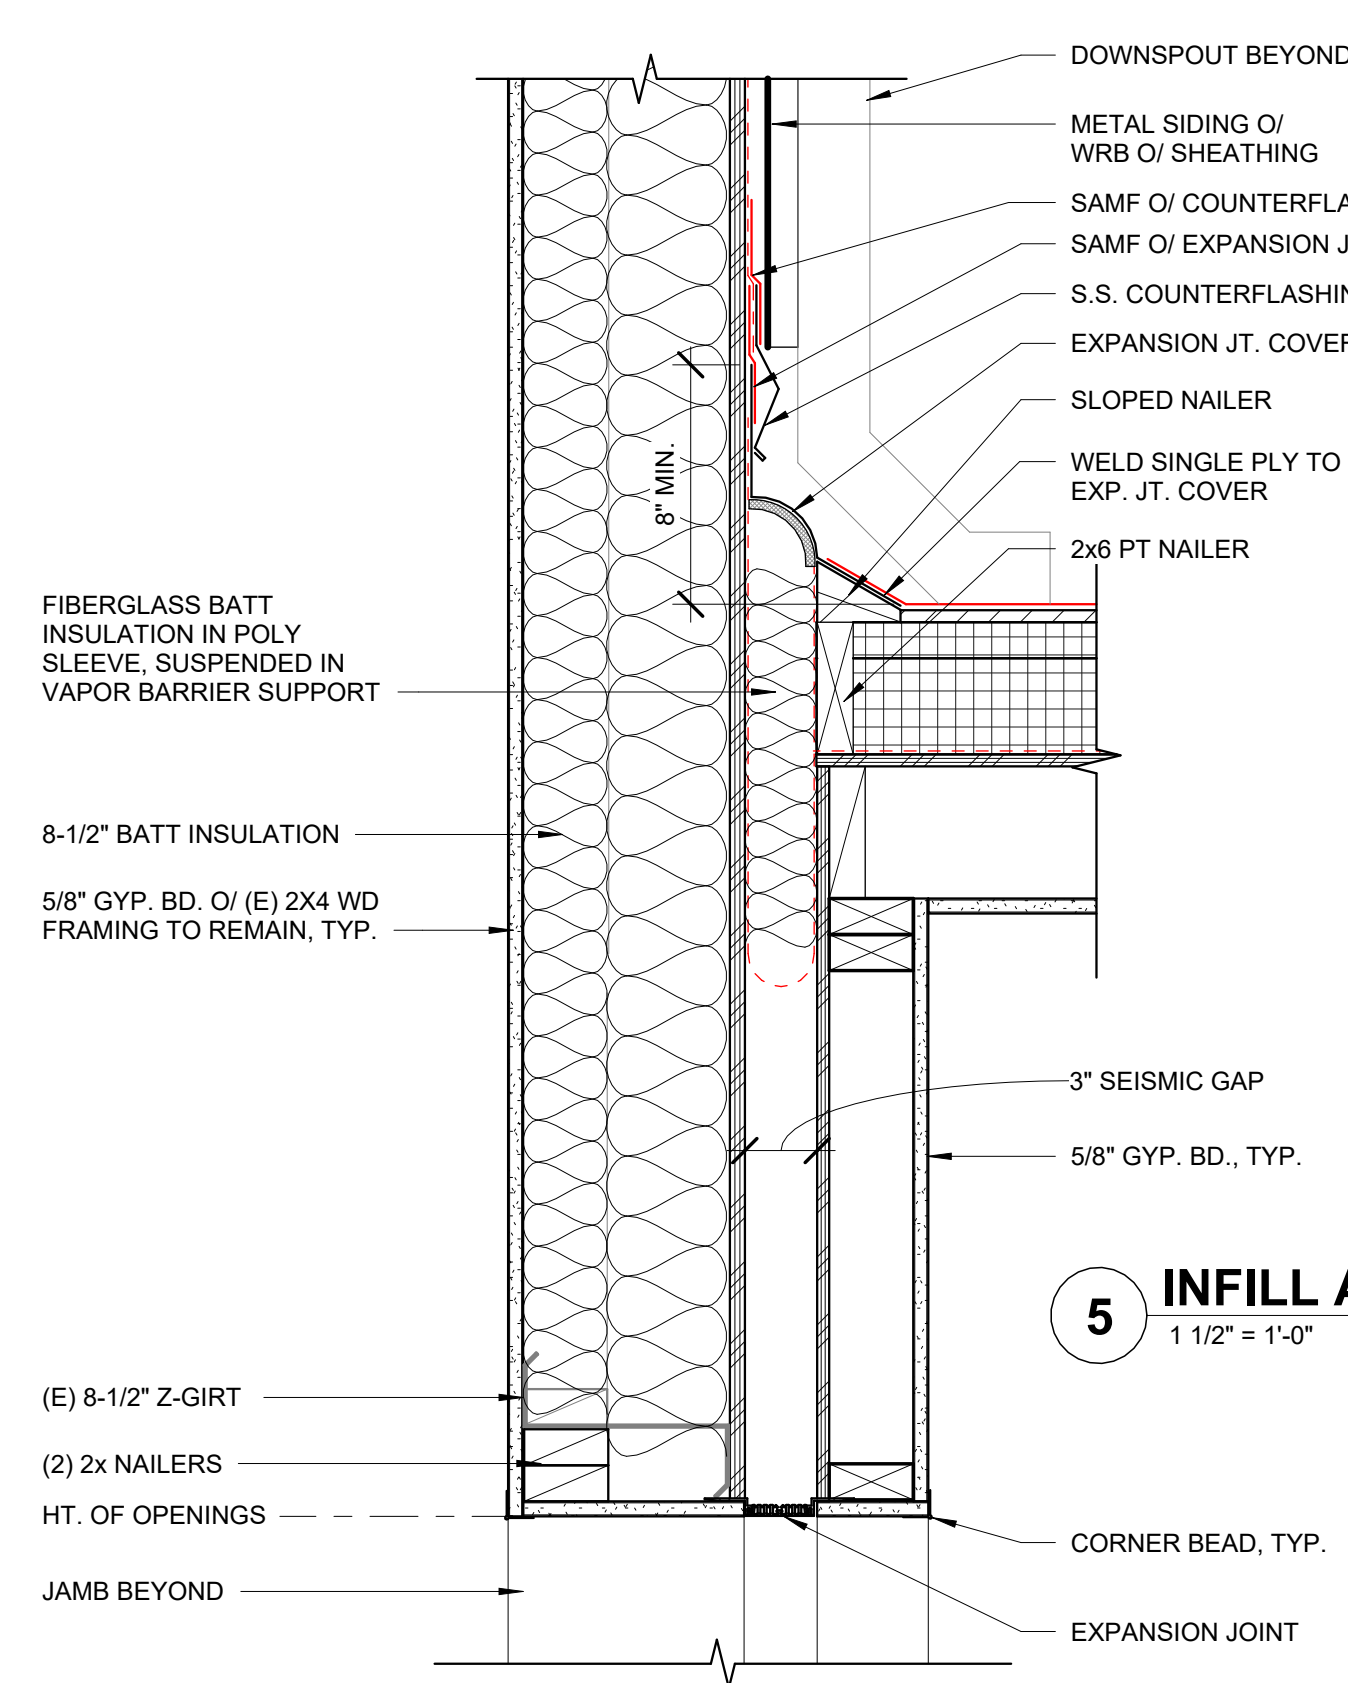 DOWNSPOUT BEYOND
METAL SIDING O/
WRB O/ SHEATHING
SAMF O/
SAMF O/ EXPANSION
S.S.
EXPANSION JT. COVER
SLOPED NAILER
WELD SINGLE PLY TO
EXP. JT. COVER
2x6 PT NAILER
8" MIN.
FIBERGLASS BATT
INSULATION IN POLY
SLEEVE, SUSPENDED IN
VAPOR BARRIER SUPPORT
8-1/2" BATT INSULATION
5/8" GYP. BD. O/ (E) 2X4 WD
FRAMING TO REMAIN, TYP.
3" SEISMIC GAP
5/8" GYP. BD., TYP.
5
INFILL
1 1/2" = 1'-0"
(E) 8-1/2" Z-GIRT
(2) 2x NAILERS
HT. OF OPENINGS
JAMB BEYOND
CORNER BEAD, TYP.
EXPANSION JOINT